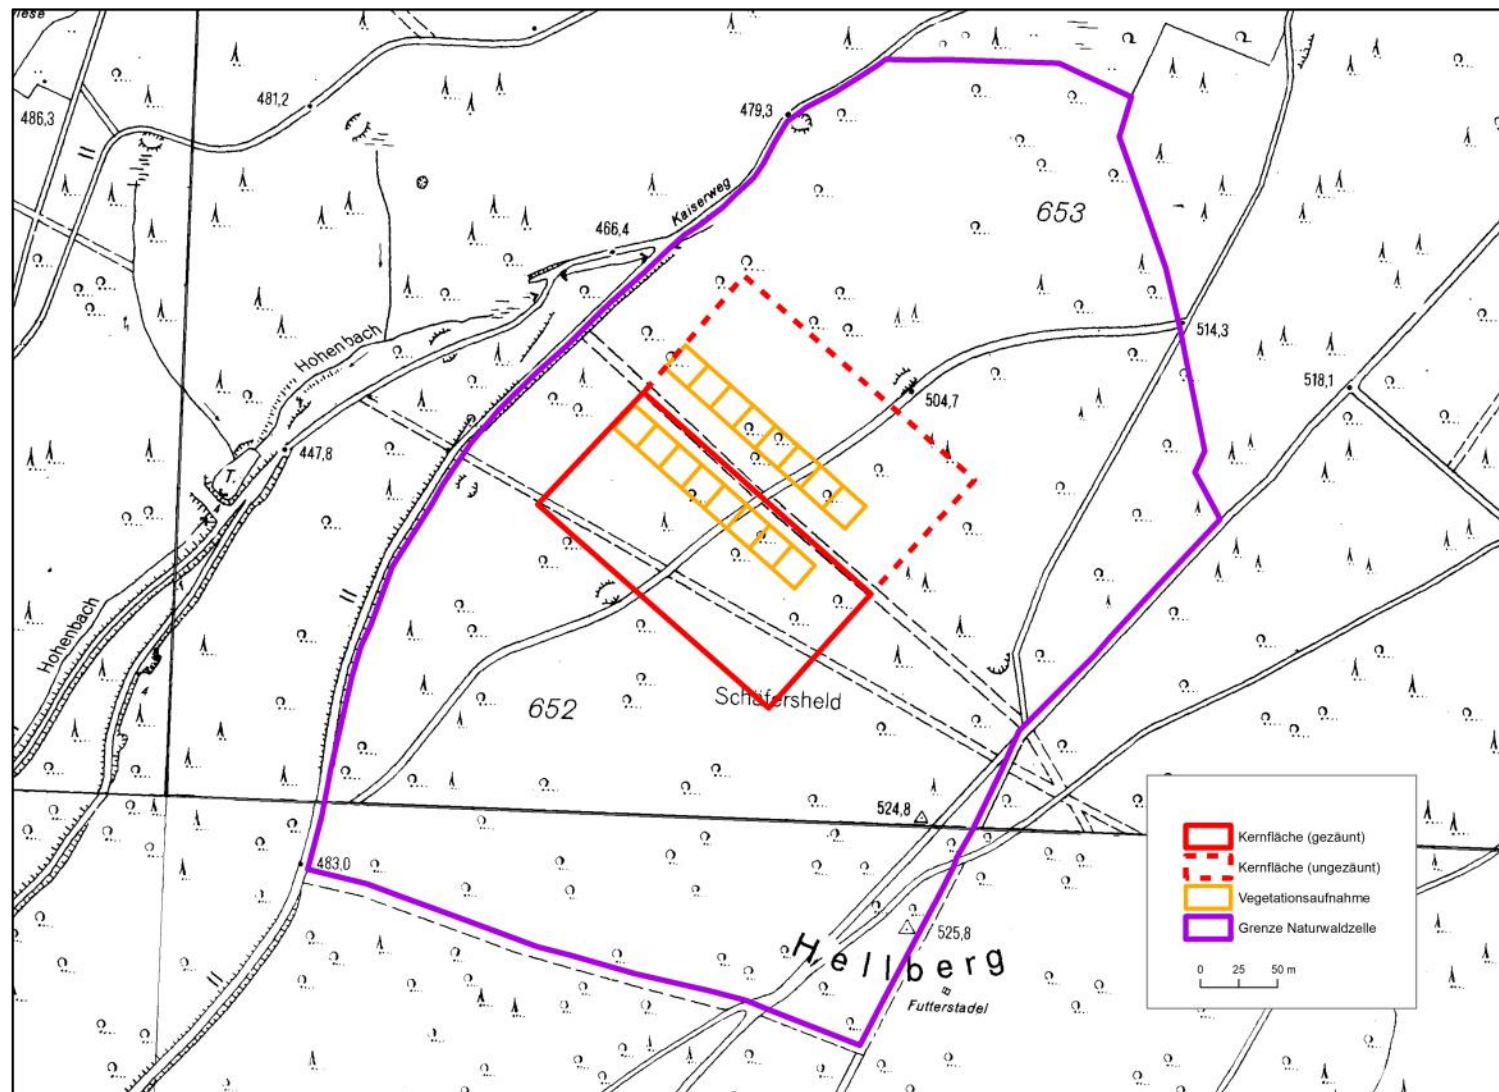 iese
486,3
481,2
479,3
Kaiserweg
466,4
653
Hohenbach
514,3
518,1
504,7
447,8
T.
Hohenbach
652
Schäfersheld
524,8
483,0
525,8
Hellberg
Futterstadel
Kernfläche (gezäunt)
Kernfläche (ungezäunt)
Vegetationsaufnahme
Grenze Naturwaldzelle
0 25 50 m